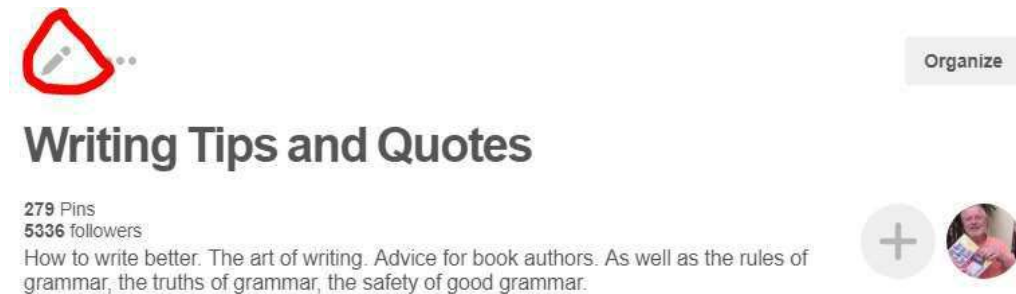 Organize
Writing Tips and Quotes
279 Pins
5336 followers
How to write better. The art of writing. Advice for book authors. As well as the rules of
grammar, the truths of grammar, the safety of good grammar.